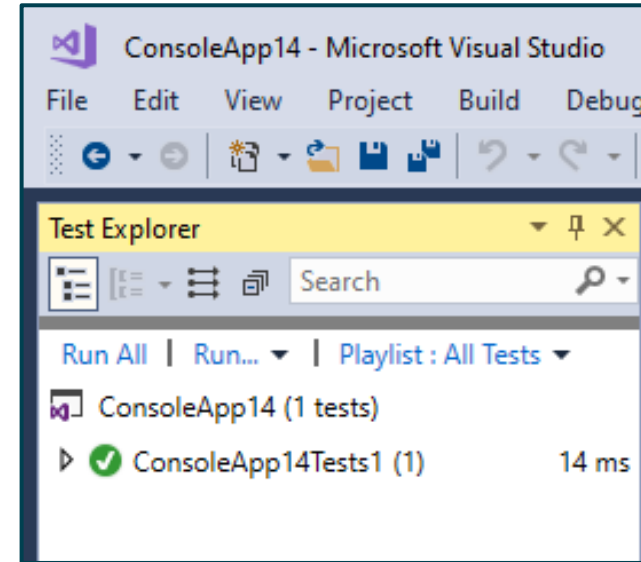 ConsoleApp14 - Microsoft Visual Studio
File Edit View Project Build Debug
Test Explorer
Search
Run All | Run... | Playlist : All Tests
ConsoleApp14 (1 tests)
ConsoleApp14Tests1 (1) 14 ms